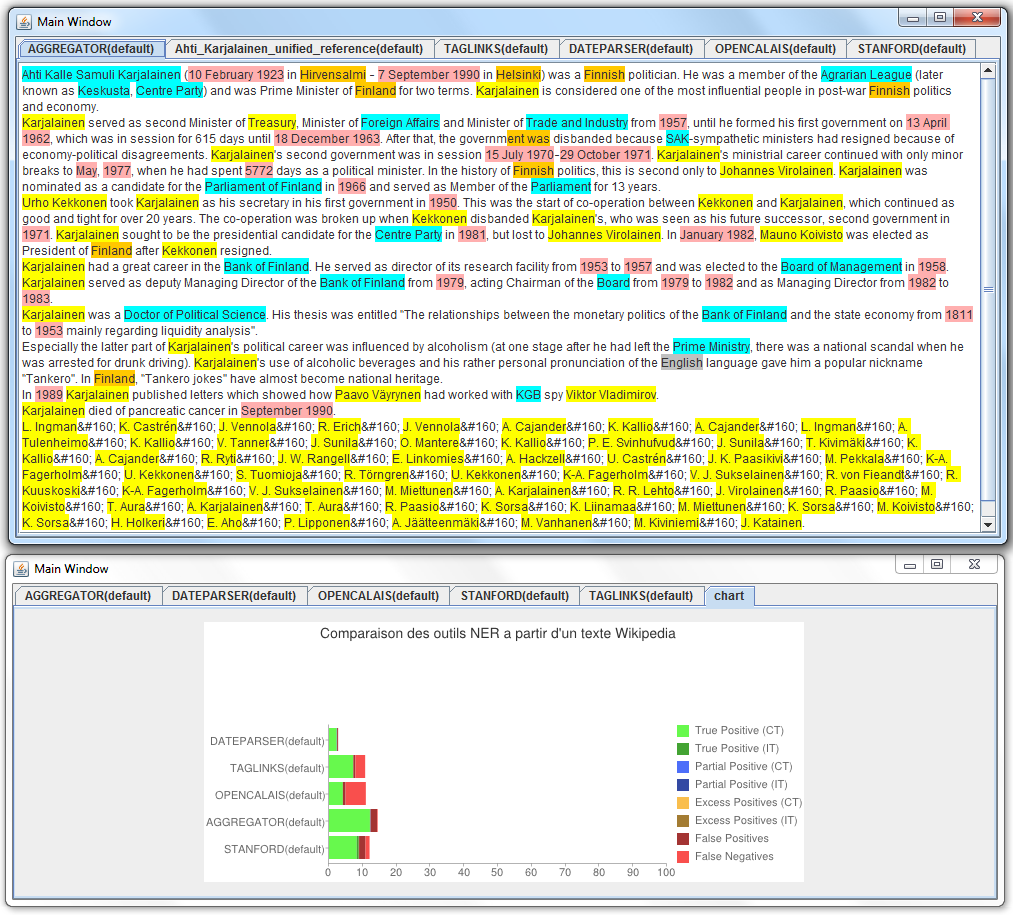 Main Window
AGGREGATOR(default) Ahti_Karjalainen_unified_reference(default) TAGLINKS(default) DATEPARSER(default) OPENCALAIS(default) STANFORD(default)
Ahti Kalle Samuli Karjalainen (10 February 1923 in Hirvensalmi - 7 September 1990 in Helsinki) was a Finnish politician. He was a member of the Agrarian League (later
known as Keskusta, Centre Party) and was Prime Minister of Finland for two terms. Karjalainen is considered one of the most influential people in post-war Finnish politics
and economy.
Karjalainen served as second Minister of Treasury, Minister of Foreign Affairs and Minister of Trade and Industry from 1957, until he formed his first government on 13 April
1962, which was in session for 615 days until 18 December 1963. After that, the government was disbanded because SAK-sympathetic ministers had resigned because of
economy-political disagreements. Karjalainen's second government was in session 15 July 1970-29 October 1971. Karjalainen's ministrial career continued with only minor
breaks to May, 1977, when he had spent 5772 days as a political minister. In the history of Finnish politics, this is second only to Johannes Virolainen. Karjalainen was
nominated as a candidate for the Parliament of Finland in 1966 and served as Member of the Parliament for 13 years.
Urho Kekkonen took Karjalainen as his secretary in his first government in 1950. This was the start of co-operation between Kekkonen and Karjalainen, which continued as
good and tight for over 20 years. The co-operation was broken up when Kekkonen disbanded Karjalainen's, who was seen as his future successor, second government in
1971. Karjalainen sought to be the presidential candidate for the Centre Party in 1981, but lost to Johannes Virolainen. In January 1982, Mauno Koivisto was elected as
President of Finland after Kekkonen resigned.
Karjalainen had a great career in the Bank of Finland. He served as director of its research facility from 1953 to 1957 and was elected to the Board of Management in 1958.
Karjalainen served as deputy Managing Director of the Bank of Finland from 1979, acting Chairman of the Board from 1979 to 1982 and as Managing Director from 1982 to
1983.
Karjalainen was a Doctor of Political Science. His thesis was entitled "The relationships between the monetary politics of the Bank of Finland and the state economy from 1811
to 1953 mainly regarding liquidity analysis".
Especially the latter part of Karjalainen's political career was influenced by alcoholism (at one stage after he had left the Prime Ministry, there was a national scandal when he
was arrested for drunk driving). Karjalainen's use of alcoholic beverages and his rather personal pronunciation of the English language gave him a popular nickname
"Tankero". In Finland, "Tankero jokes" have almost become national heritage.
In 1989 Karjalainen published letters which showed how Paavo Väyrynen had worked with KGB spy Viktor Vladimirov.
Karjalainen died of pancreatic cancer in September 1990.
L. Ingman&#160; K. Castrén&#160; J. Vennola&#160; R. Erich&#160; J. Vennola&#160; A. Cajander&#160; K. Kallio&#160; A. Cajander&#160; L. Ingman&#160; A.
Tulenheimo&#160; K. Kallio&#160; V. Tanner&#160; J. Sunila&#160; O. Mantere&#160; K. Kallio&#160; P. E. Svinhufvud&#160; J. Sunila&#160; T. Kivimäki&#160; K.
Kallio&#160; A. Cajander&#160; R. Ryti&#160; J. W. Rangell&#160; E. Linkomies&#160; A. Hackzell&#160; U. Castrén&#160; J. K. Paasikivi&#160; M. Pekkala&#160; K-A.
Fagerholm&#160; U. Kekkonen&#160; S. Tuomioja&#160; R. Törngren&#160; U. Kekkonen&#160; K-A. Fagerholm&#160; V. J. Sukselainen&#160; R. von Fieandt&#160; R.
Kuuskoski&#160; K-A. Fagerholm&#160; V. J. Sukselainen&#160; M. Miettunen&#160; A. Karjalainen&#160; R. R. Lehto&#160; J. Virolainen&#160; R. Paasio&#160; M.
Koivisto&#160; T. Aura&#160; A. Karjalainen&#160; T. Aura&#160; R. Paasio&#160; K. Sorsa&#160; K. Liinamaa&#160; M. Miettunen&#160; K. Sorsa&#160; M. Koivisto&#160;
K. Sorsa&#160; H. Holkeri&#160; E. Aho&#160; P. Lipponen&#160; A. Jäätteenmäki&#160; M. Vanhanen&#160; M. Kiviniemi&#160; J. Katainen.
Main Window
AGGREGATOR(default) DATEPARSER(default) OPENCALAIS(default) STANFORD(default) TAGLINKS(default) chart
Comparaison des outils NER a partir d'un texte Wikipedia
DATEPARSER(default)
TAGLINKS(default)
OPENCALAIS(default)
AGGREGATOR(default)
STANFORD(default)
0 10 20 30 40 50 60 70 80 90 100
True Positive (CT)
True Positive (IT)
Partial Positive (CT)
Partial Positive (IT)
Excess Positives (CT)
Excess Positives (IT)
False Positives
False Negatives